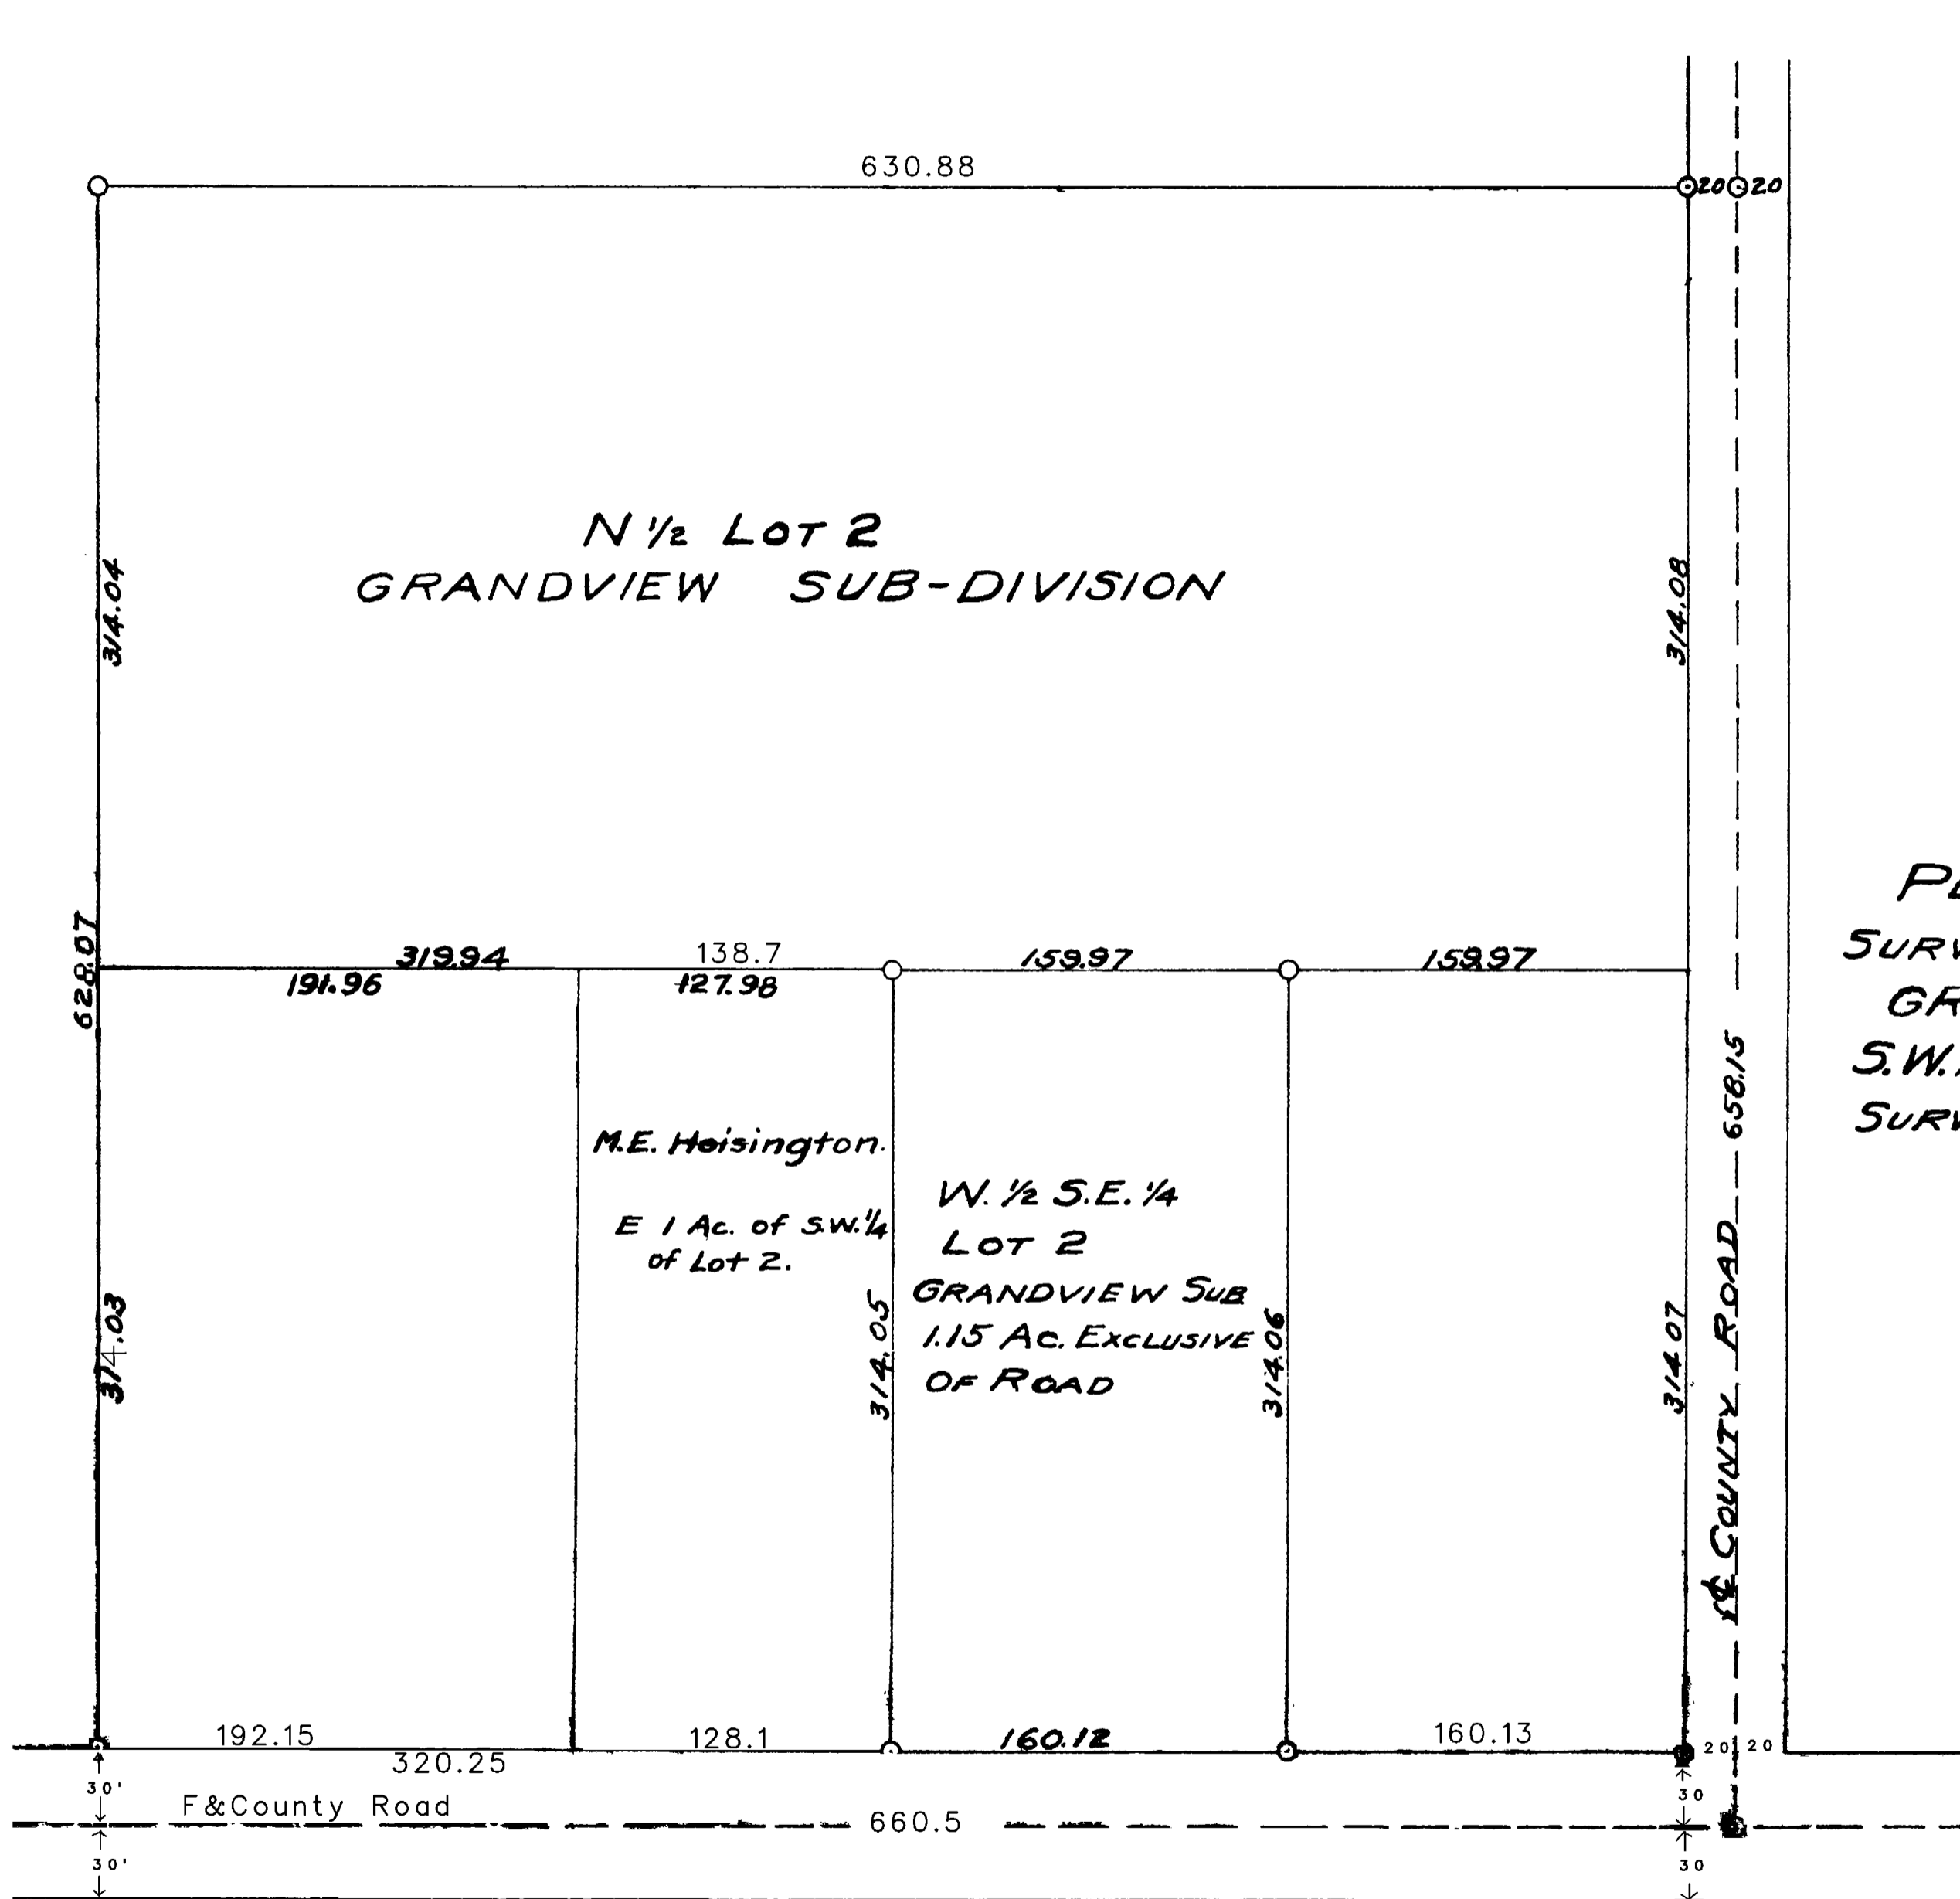 630.88
20 20
N 1/2 LOT 2
GRANDVIEW SUB-DIVISION
314.04
314.08
628.07
319.94
138.7
159.97
159.97
191.96
127.98
658.15
M.E. Hoisington.
E 1 Ac. of S.W.1/4
of Lot 2.
W. 1/2 S.E. 1/4
LOT 2
GRANDVIEW SUB
1.15 AC. EXCLUSIVE
OF ROAD
314.03
314.05
314.06
314.07
COUNTY ROAD
S.W.
192.15
320.25
128.1
160.12
160.13
20 20
30'
30
F&County Road
660.5
30'
30